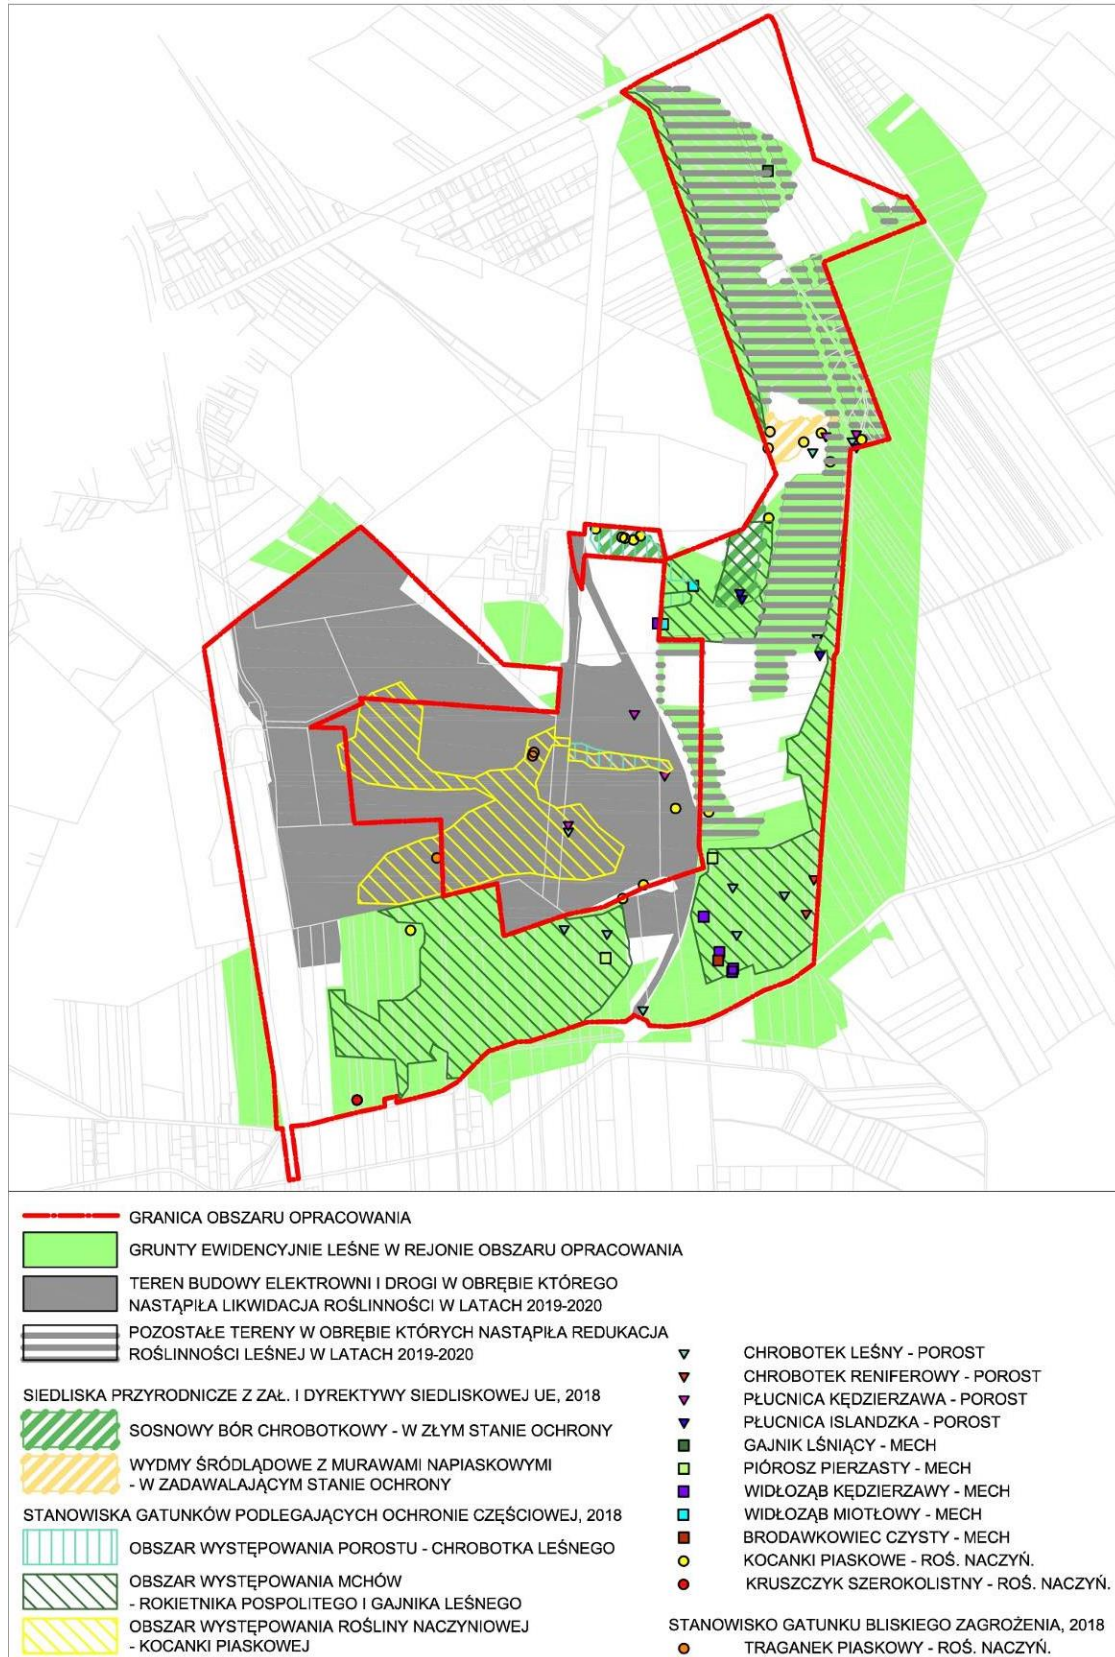 GRANICA OBSZARU OPRACOWANIA
GRUNTY EWIDENCYJNIE LEŚNE W REJONIE OBSZARU OPRACOWANIA
TEREN BUDOWY ELEKTROWNI I DROGI W OBRĘBIE KTÓREGO
NASTĄPIŁA LIKWIDACJA ROŚLINNOŚCI W LATACH 2019-2020
POZOSTAŁE TERENY W OBRĘBIE KTÓRYCH NASTĄPIŁA REDUKACJA
ROŚLINNOŚCI LEŚNEJ W LATACH 2019-2020
SIEDLISKA PRZYRODNICZE Z ZAŁ. I DYREKTYWY SIEDLISKOWEJ UE, 2018
SOSNOWY BÓR CHROBOTKOWY - W ZŁYM STANIE OCHRONY
WYDMY ŚRÓDLĄDOWE Z MURAWAMI NAPIASKOWYMI
- W ZADAWALAJĄCYM STANIE OCHRONY
STANOWISKA GATUNKÓW PODLEGAJĄCYCH OCHRONIE CZĘŚCIOWEJ, 2018
OBSZAR WYSTĘPOWANIA POROSTU - CHROBOTKA LEŚNEGO
OBSZAR WYSTĘPOWANIA MCHÓW
- ROKIETNIKA POSPOLITEGO I GAJNIKA LEŚNEGO
OBSZAR WYSTĘPOWANIA ROŚLINY NACZYNIOWEJ
- KOCANKI PIASKOWEJ
CHROBOTEK LEŚNY - POROST
CHROBOTEK RENIFEROWY - POROST
PŁUCNICA KĘDZIERZAWA - POROST
PŁUCNICA ISLANDZKA - POROST
GAJNIK LŚNIĄCY - MECH
PIÓROSZ PIERZASTY - MECH
WIDŁOZĄB KĘDZIERZAWY - MECH
WIDŁOZĄB MIOTŁOWY - MECH
BRODAWKOWIEC CZYSTY - MECH
KOCANKI PIASKOWE - ROŚ. NACZYŃ.
KRUSZCZYK SZEROKOLISTNY - ROŚ. NACZYŃ.
STANOWISKO GATUNKU BLISKIEGO ZAGROŻENIA, 2018
TRAGANEK PIASKOWY - ROŚ. NACZYŃ.